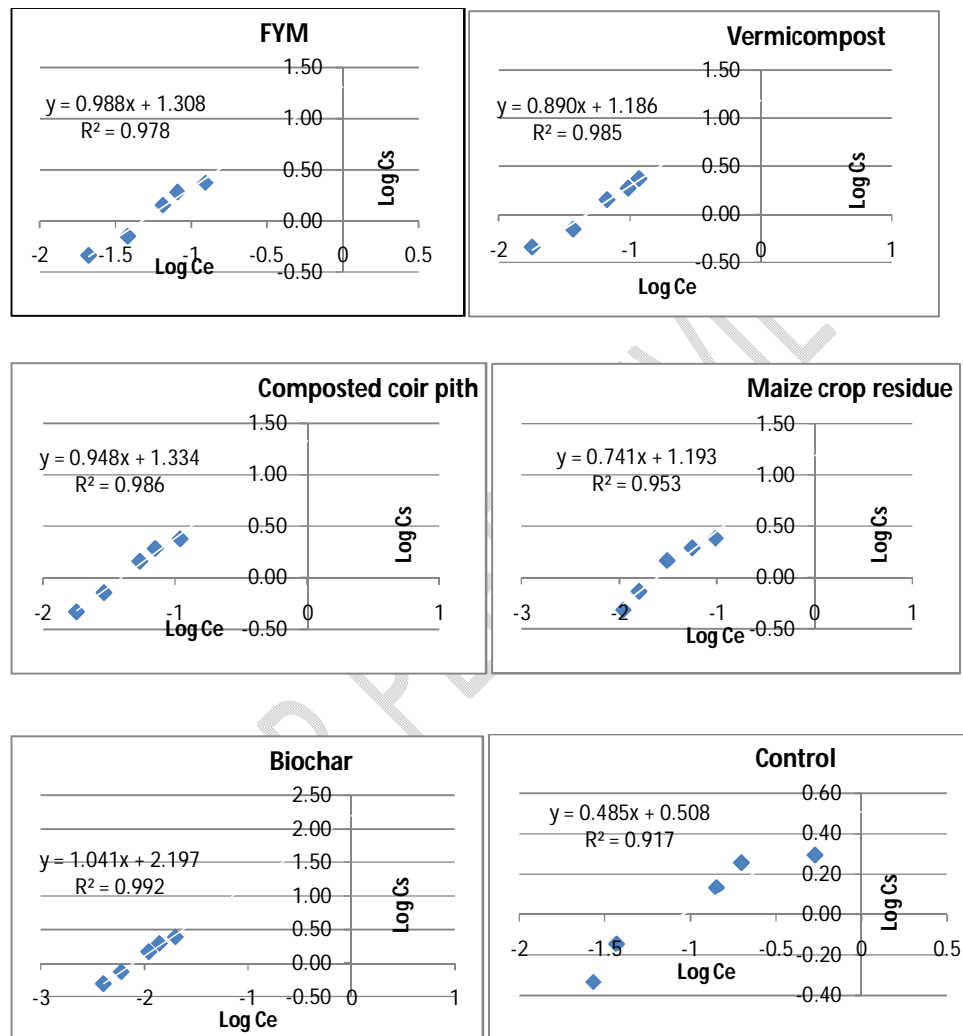 FYM
1.50
y = 0.988x + 1.308
R² = 0.978
1.00
0.50
0.00
-0.50
-2
-1.5
-1
-0.5
0
0.5
Log Cs
Log Ce
Vermicompost
1.50
y = 0.890x + 1.186
R² = 0.985
1.00
0.50
0.00
-0.50
-2
-1
0
1
Log Cs
Log Ce
Composted coir pith
1.50
y = 0.948x + 1.334
R² = 0.986
1.00
0.50
0.00
-0.50
-2
-1
0
1
Log Cs
Log Ce
Maize crop residue
1.50
y = 0.741x + 1.193
R² = 0.953
1.00
0.50
0.00
-0.50
-3
-2
-1
0
1
Log Cs
Log Ce
Biochar
2.50
2.00
1.50
y = 1.041x + 2.197
R² = 0.992
1.00
0.50
0.00
-0.50
-3
-2
-1
0
1
Log Cs
Log Ce
Control
0.60
y = 0.485x + 0.508
R² = 0.917
0.40
0.20
0.00
-0.20
-0.40
-2
-1.5
-1
-0.5
0
0.5
Log Cs
Log Ce